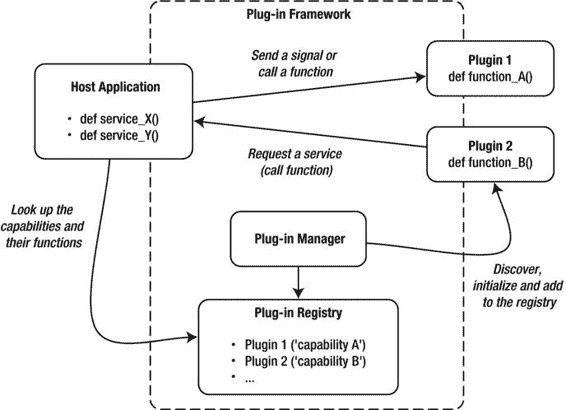 Plug-in Framework
Host Application
• def service_X()
• def service_Y()
Send a signal or
call a function
Plugin 1
def function_A()
Plugin 2
def function_B()
Request a service
(call function)
Look up the
capabilities and
their functions
Plug-in Manager
Discover,
initialize and add
to the registry
Plug-in Registry
• Plugin 1 ('capability A')
• Plugin 2 ('capability B')
• ...